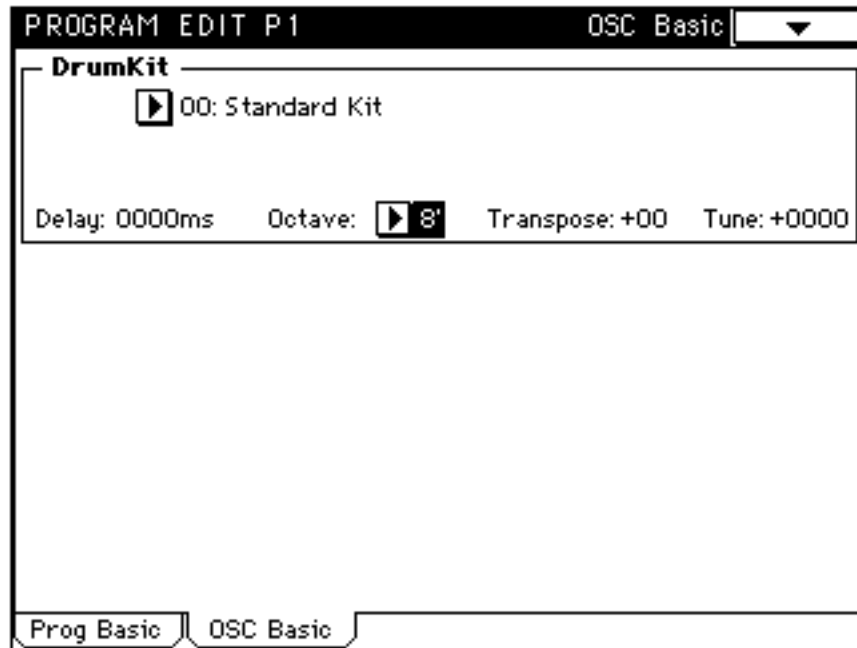 PROGRAM EDIT P1 OSC Basic
DrumKit
00: Standard Kit
Delay: 0000ms Octave: 8' Transpose: +00 Tune: +0000
Prog Basic OSC Basic